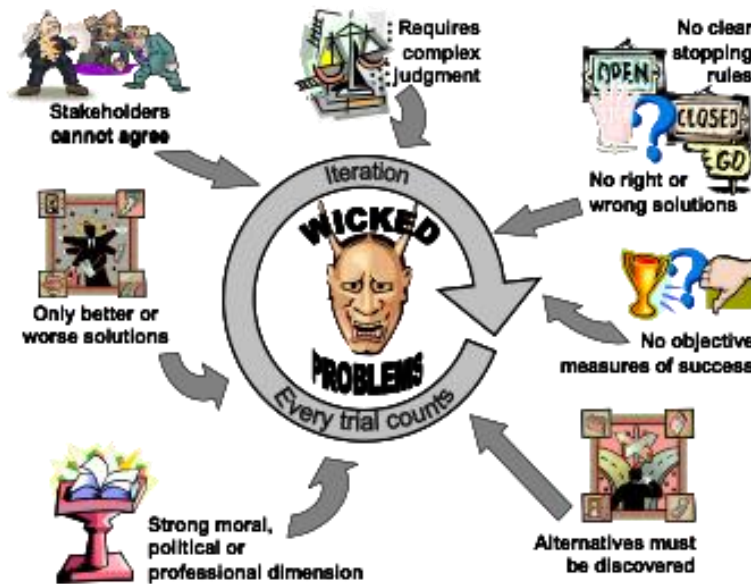 Requires
complex
judgment
No clear
stopping
rules
OPEN
CLOSED
GO
Stakeholders
cannot agree
Iteration
No right or
wrong solutions
WICKED
PROBLEMS
Only better or
worse solutions
No objective
measures of success
Every trial counts
Strong moral,
political or
professional dimension
Alternatives must
be discovered